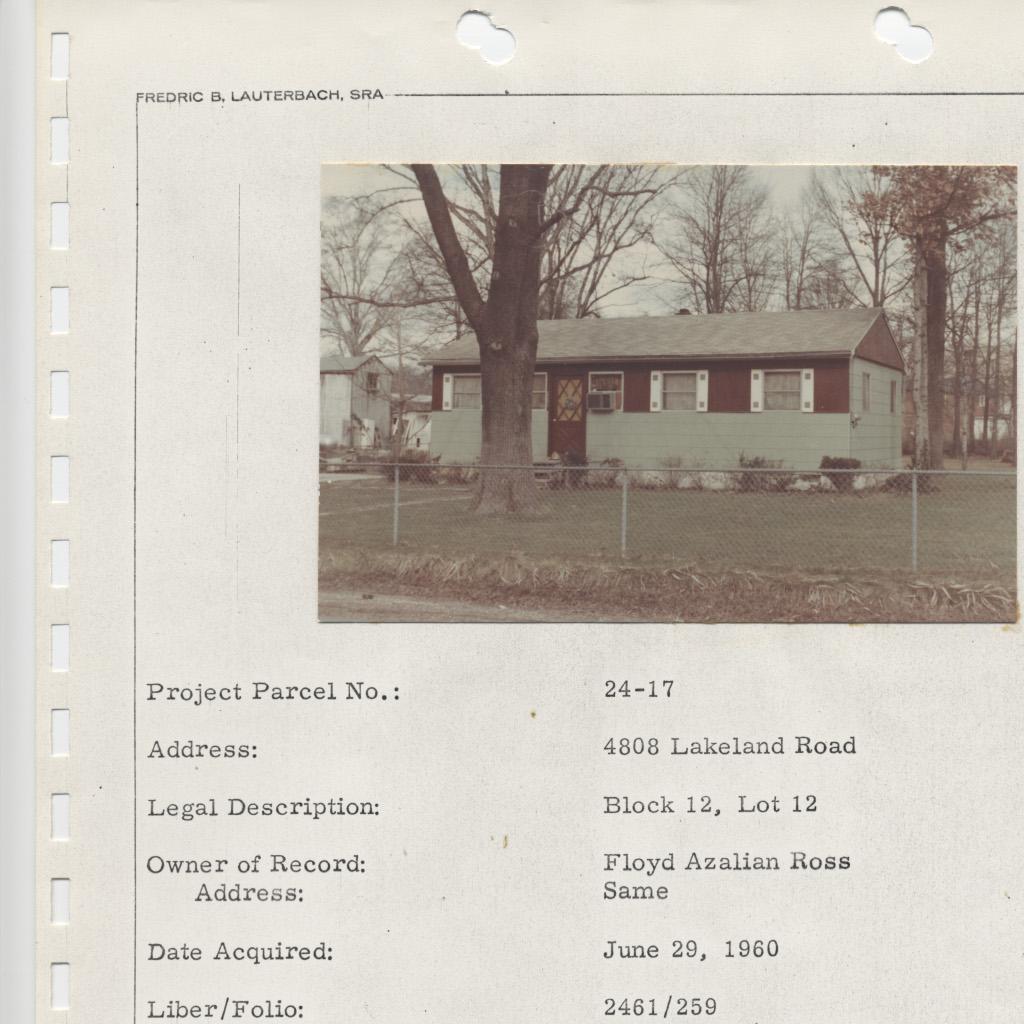 FREDRIC B. LAUTERBACH, SRA
Project Parcel No.: 24-17
Address: 4808 Lakeland Road
Legal Description: Block 12, Lot 12
Owner of Record: Floyd Azalian Ross
Address: Same
Date Acquired: June 29, 1960
Liber/Folio: 2461/259